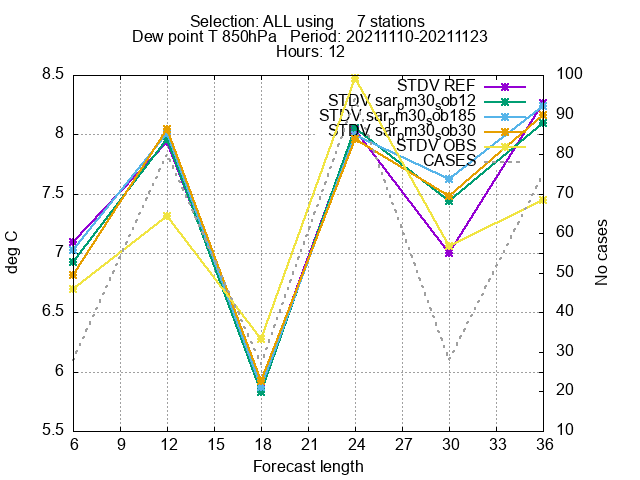 Selection: ALL using 7 stations
Dew point T 850hPa Period: 20211110-20211123
Hours: 12
STDV REF
STDV sar_pm30_sob12
STDV sar_pm30_sob185
STDV sar_pm30_sob30
STDV OBS
CASES
deg C
8.5
8
7.5
7
6.5
6
5.5
No cases
100
90
80
70
60
50
40
30
20
10
6 9 12 15 18 21 24 27 30 33 36
Forecast length